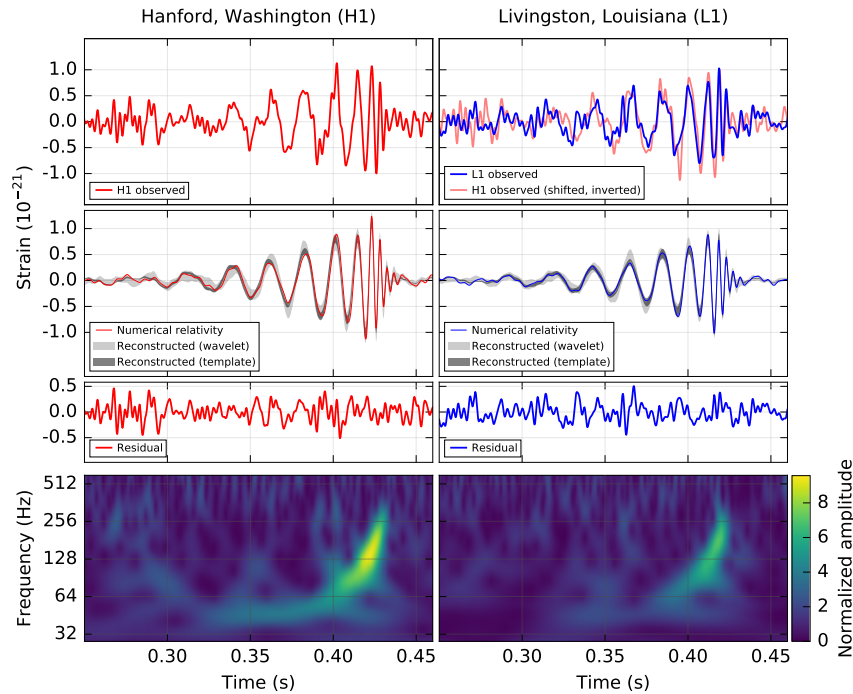 Hanford, Washington (H1)
Livingston, Louisiana (L1)
Strain (10⁻²¹)
1.0
0.5
0.0
-0.5
-1.0
H1 observed
L1 observed
H1 observed (shifted, inverted)
1.0
0.5
0.0
-0.5
-1.0
Numerical relativity
Reconstructed (wavelet)
Reconstructed (template)
Numerical relativity
Reconstructed (wavelet)
Reconstructed (template)
0.5
0.0
-0.5
Residual
Residual
Frequency (Hz)
512
256
128
64
32
Normalized amplitude
8
6
4
2
0
0.30 0.35 0.40 0.45
0.30 0.35 0.40 0.45
Time (s)
Time (s)